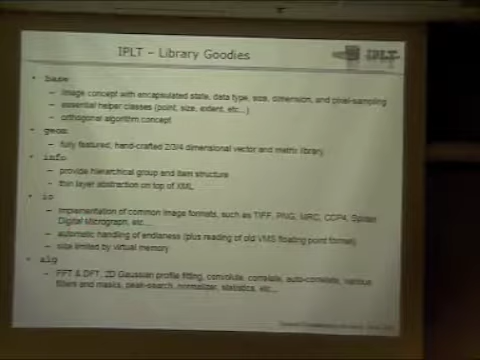 IPLT – Library Goodies
IPLT
• base
– image concept with encapsulated state, data type, size, dimension, and pixel-sampling
– essential helper classes (point, size, extent, etc...)
– orthogonal algorithm concept
• geom
– fully featured, hand-crafted 2/3/4 dimensional vector and matrix library
• info
– provide hierarchical group and item structure
– thin layer abstraction on top of XML
• io
– implementation of common image formats, such as TIFF, PNG, MRC, CCP4, Spider,
Digital Micrograph, etc...
– automatic handling of endianess (plus reading of old VMS floating point format)
– size limited by virtual memory
• alg
– FFT & DFT, 2D Gaussian profile fitting, convolute, correlate, auto-correlate, various
filters and masks, peak-search, normalizer, statistics, etc...